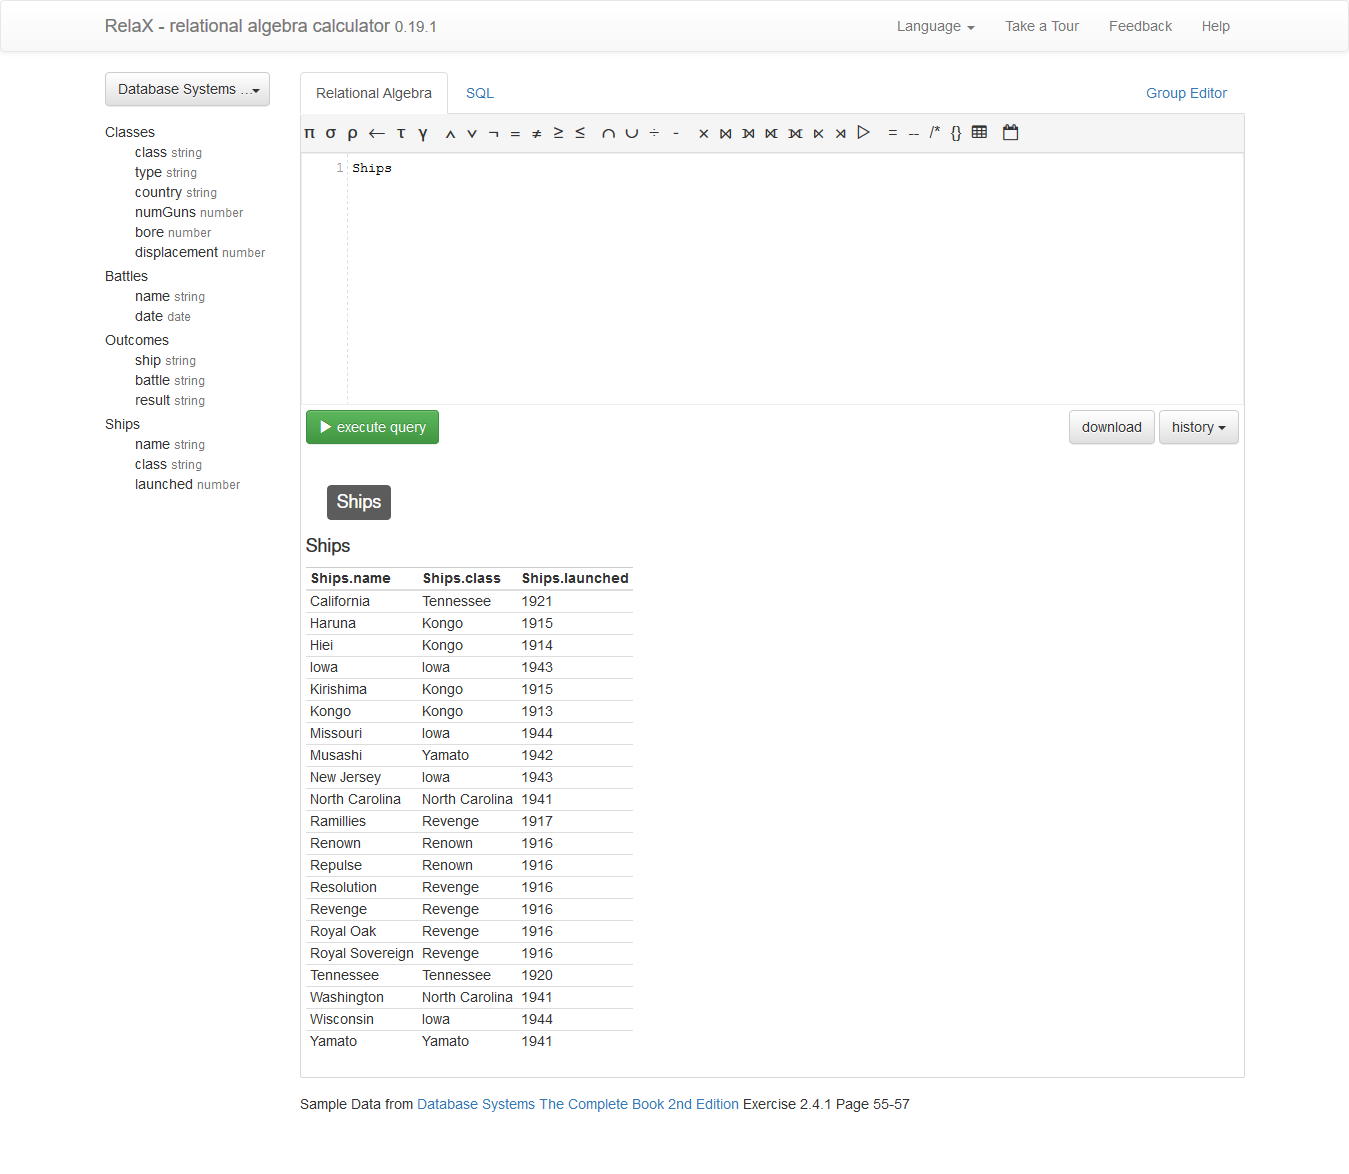 RelaX - relational algebra calculator 0.19.1
Language
Take a Tour
Feedback
Help
Database Systems ...
Classes
class string
type string
country string
numGuns number
bore number
displacement number
Battles
name string
date date
Outcomes
ship string
battle string
result string
Ships
name string
class string
launched number
Relational Algebra
SQL
Group Editor
π σ ρ ← τ γ ∧ ∨ ¬ = ≠ ≥ ≤ ∩ ∪ ÷ - × ⋈ ⟕ ⟖ ⟗ ⋉ ⋊ ▷ = -- /* {}
1 Ships
execute query
download
history
Ships
Ships
Ships.name Ships.class Ships.launched
California Tennessee 1921
Haruna Kongo 1915
Hiei Kongo 1914
Iowa Iowa 1943
Kirishima Kongo 1915
Kongo Kongo 1913
Missouri Iowa 1944
Musashi Yamato 1942
New Jersey Iowa 1943
North Carolina North Carolina 1941
Ramillies Revenge 1917
Renown Renown 1916
Repulse Renown 1916
Resolution Revenge 1916
Revenge Revenge 1916
Royal Oak Revenge 1916
Royal Sovereign Revenge 1916
Tennessee Tennessee 1920
Washington North Carolina 1941
Wisconsin Iowa 1944
Yamato Yamato 1941
Sample Data from Database Systems The Complete Book 2nd Edition Exercise 2.4.1 Page 55-57